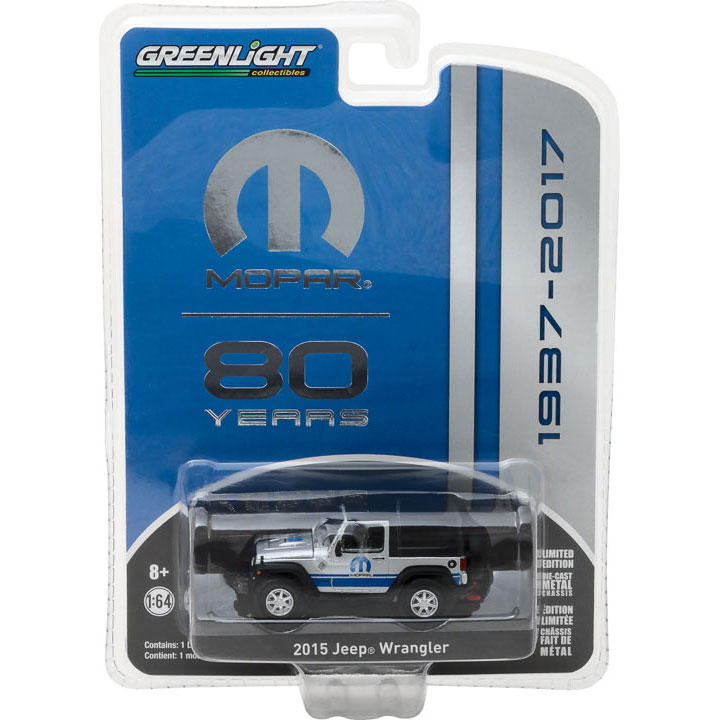 GREENLIGHT
collectibles
MOPAR®
80
YEARS
1937-2017
MOPAR
8+
1:64
Contains: 1
Contient: 1
2015 Jeep® Wrangler
LIMITED
EDITION
DIE-CAST
METAL
CHASSIS
ÉDITION
LIMITÉE
CHÂSSIS
FAIT DE
MÉTAL